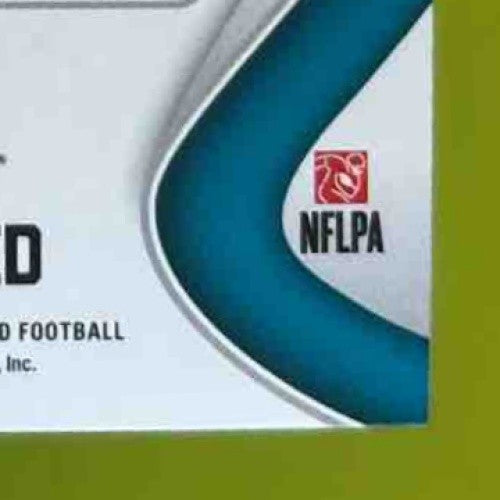 NFLPA
ED
D FOOTBALL
, Inc.